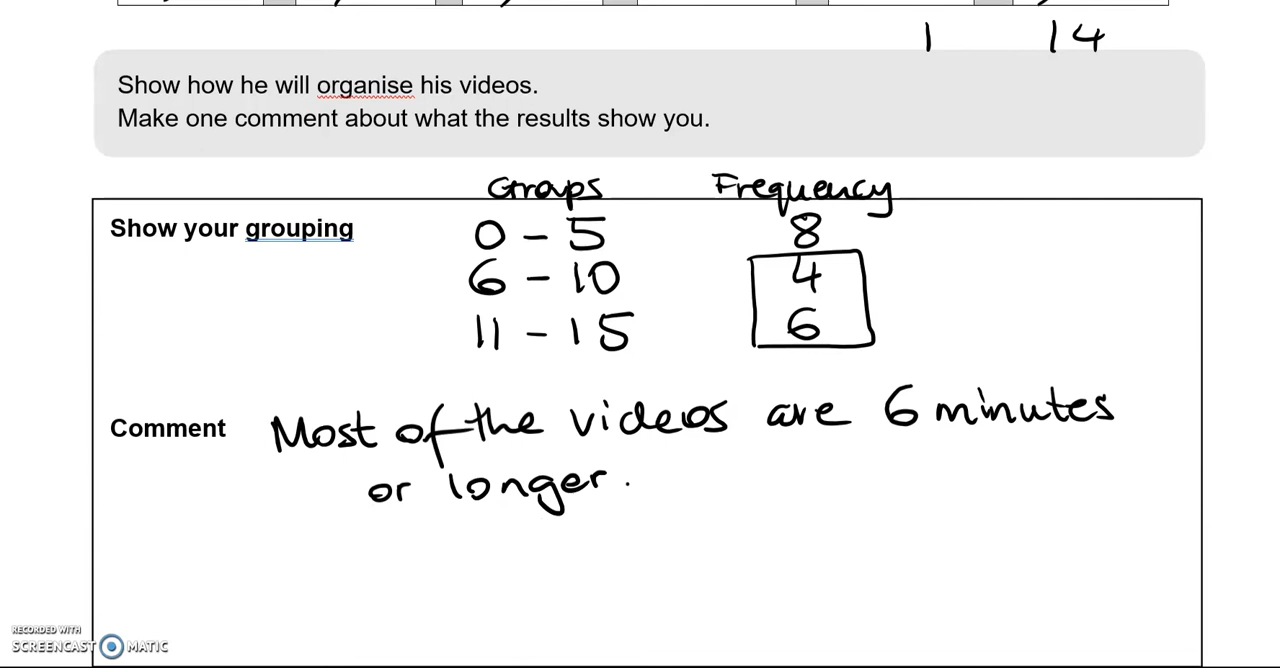 1 14
Show how he will organise his videos.
Make one comment about what the results show you.
Groups Frequency
Show your grouping 0 - 5 8
6 - 10 4
11 - 15 6
Comment Most of the videos are 6 minutes
or longer.
RECORDED WITH
SCREENCAST MATIC